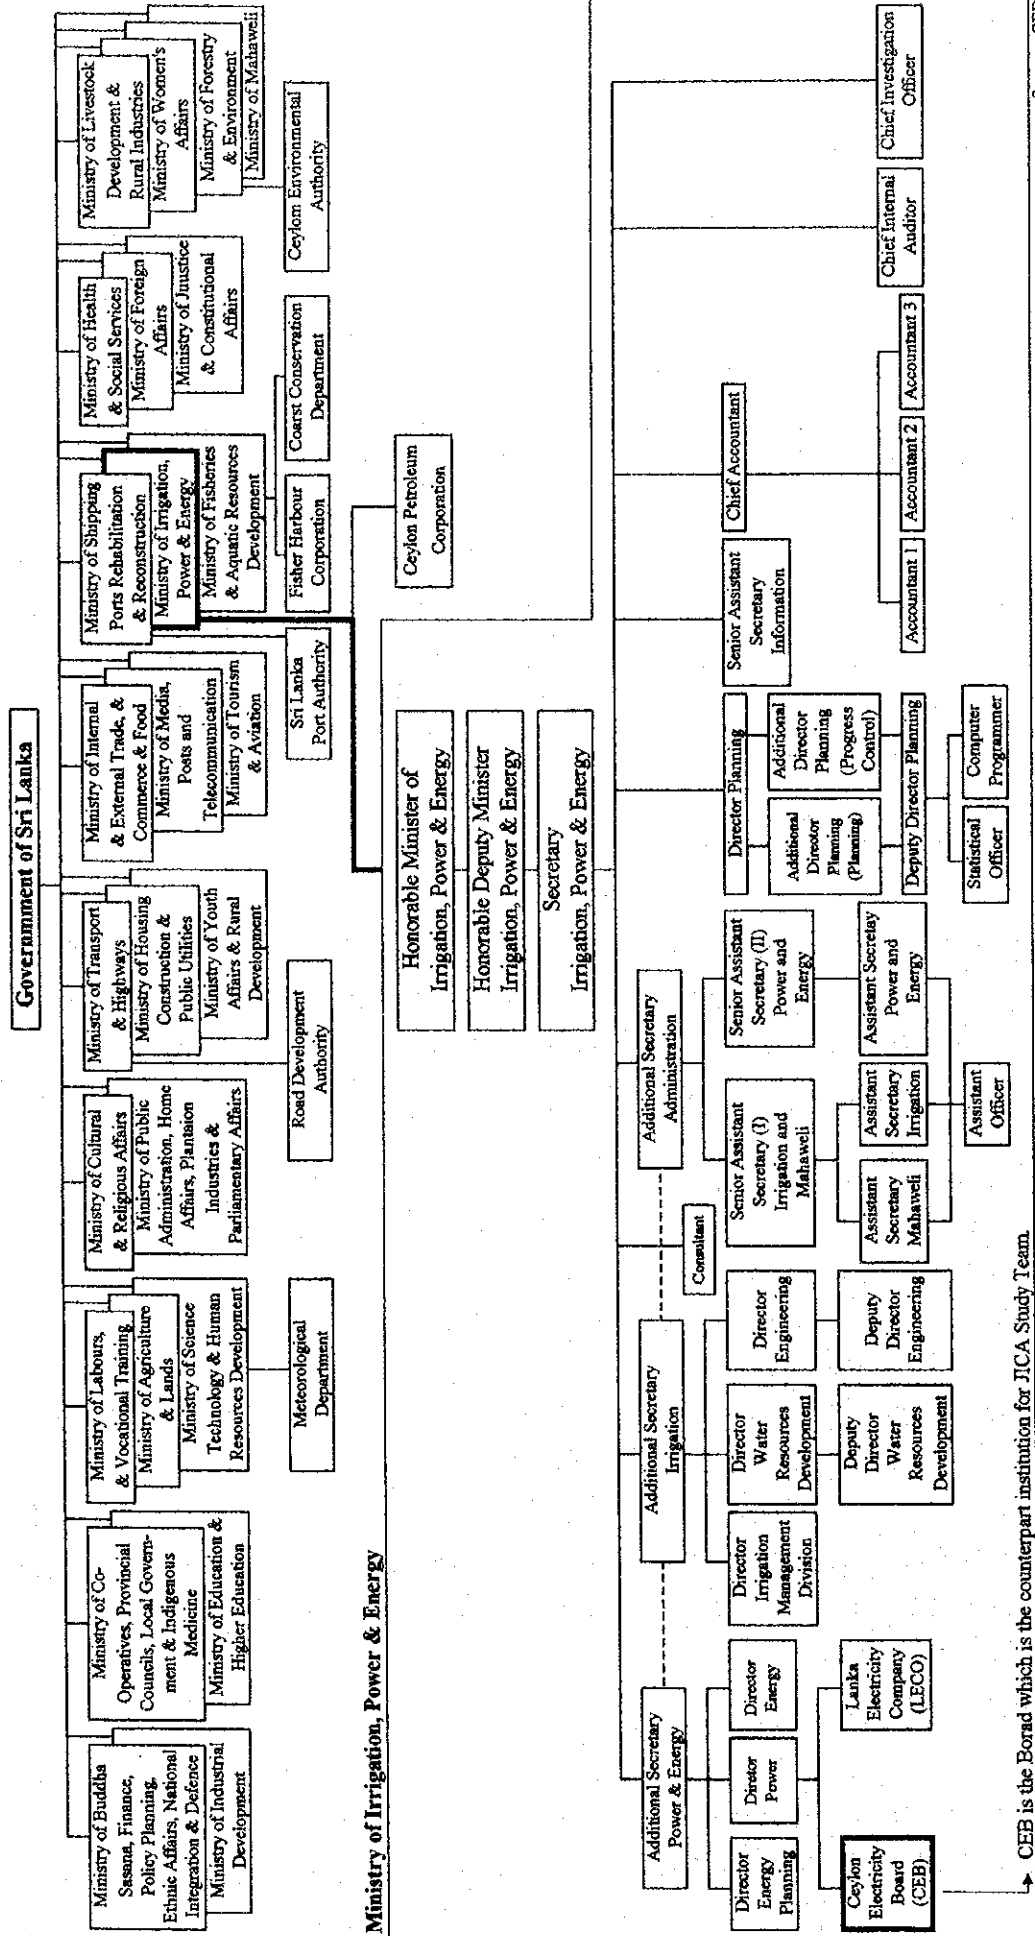 Government of Sri Lanka
Ministry of Buddha
Sasana, Finance,
Policy Planning,
Ethnic Affairs, National
Integration & Defence
Ministry of Industrial
Development
Ministry of Co-
Operatives, Provincial
Councils, Local Govern-
ment & Indigenous
Medicine
Ministry of Education &
Higher Education
Ministry of Labours,
& Vocational Training
Ministry of Agriculture
& Lands
Ministry of Science
Technology & Human
Resources Development
Meteorological
Department
Ministry of Cultural
& Religious Affairs
Ministry of Public
Administration, Home
Affairs, Plantaion
Industries &
Parliamentary Affairs
Ministry of Transport
& Highways
Ministry of Housing
Construction &
Public Utilities
Ministry of Youth
Affairs & Rural
Development
Road Development
Authority
Ministry of Internal
& External Trade, &
Commerce & Food
Ministry of Media,
Posts and
Telecommunication
Ministry of Tourism
& Aviation
Sri Lanka
Port Authority
Ministry of Shipping
Ports Rehabilitation
& Reconstruction
Ministry of Irrigation,
Power & Energy
Ministry of Fisheries
& Aquatic Resources
Development
Fisher Harbour
Corporation
Coarst Conservation
Department
Ministry of Health
& Social Services
Ministry of Foreign
Affairs
Ministry of Juustice
& Constitutional
Affairs
Ministry of Livestock
Development &
Rural Industries
Ministry of Women's
Affairs
Ministry of Forestry
& Environment
Ministry of Mahaweli
Ceylom Environmental
Authority
Ceylon Petroleum
Corporation
Ministry of Irrigation, Power & Energy
Honorable Minister of
Irrigation, Power & Energy
Honorable Deputy Minister
Irrigation, Power & Energy
Secretary
Irrigation, Power & Energy
Additional Secretary
Power & Energy
Director
Energy
Planning
Diretor
Power
Director
Energy
Ceylon
Electricity
Board
(CEB)
Lanka
Electricity
Company
(LECO)
Additional Secretary
Irrigation
Director
Irrigation
Management
Division
Director
Water
Resources
Development
Director
Engineering
Deputy
Director
Water
Resources
Development
Deputy
Director
Engineering
Consultant
Additional Secretary
Administration
Senior Assistant
Secretary (I)
Irrigation and
Mahaweli
Senior Assistant
Secretary (II)
Power and
Energy
Assistant
Secretary
Mahaweli
Assistant
Secretary
Irrigation
Assistant Secretay
Power and
Energy
Assistant
Officer
Director Planning
Additional
Director
Planning
(Planning)
Additional
Director
Planning
(Progress
Control)
Deputy Director Planning
Statistical
Officer
Computer
Programmer
Senior Assistant
Secretary
Information
Chief Accountant
Accountant 1
Accountant 2
Accountant 3
Chief Internal
Auditor
Chief Investigation
Officer
CEB is the Borad which is the counterpart institution for JICA Study Team.